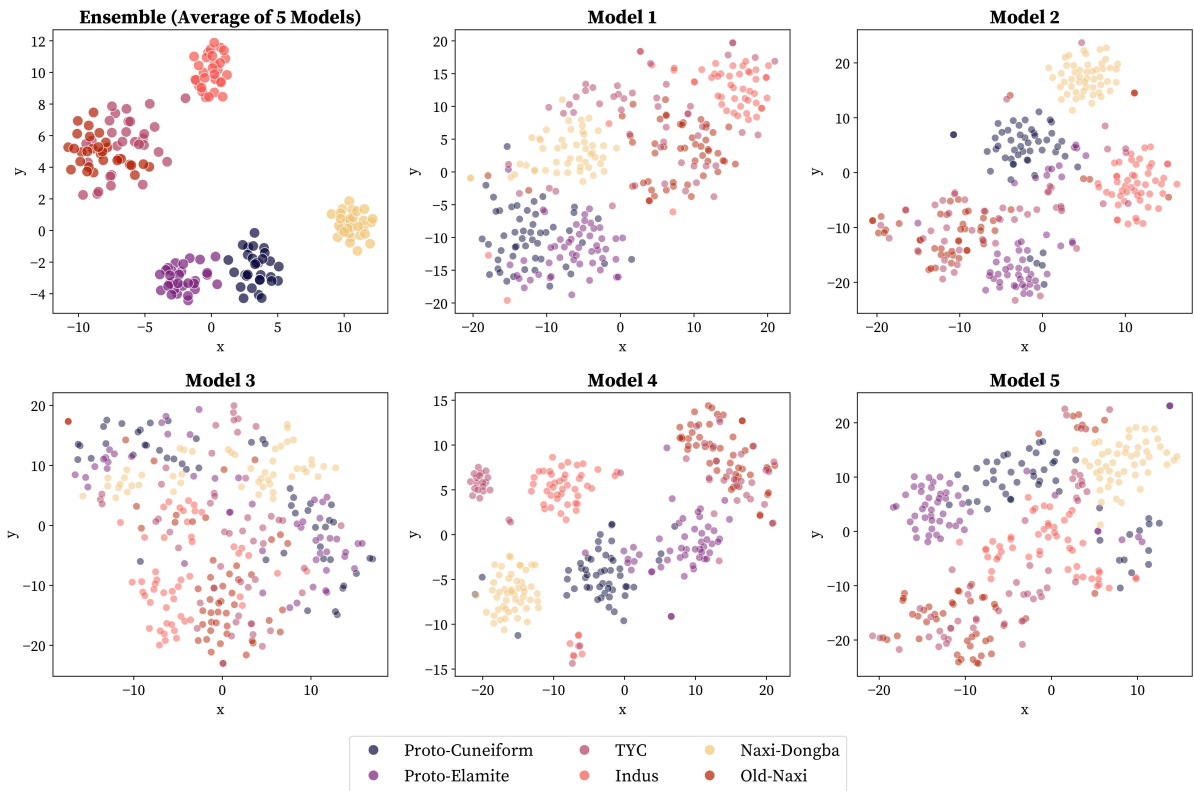 Ensemble (Average of 5 Models)
Model 1
Model 2
12
10
8
6
4
2
0
−2
−4
y
−10
−5
0
5
10
x
20
15
10
5
0
−5
−10
−15
−20
y
−20
−10
0
10
20
x
20
10
0
−10
−20
y
−20
−10
0
10
x
Model 3
Model 4
Model 5
20
10
0
−10
−20
y
−10
0
10
x
15
10
5
0
−5
−10
−15
y
−20
−10
0
10
20
x
20
10
0
−10
−20
y
−20
−10
0
10
x
Proto-Cuneiform
TYC
Naxi-Dongba
Proto-Elamite
Indus
Old-Naxi